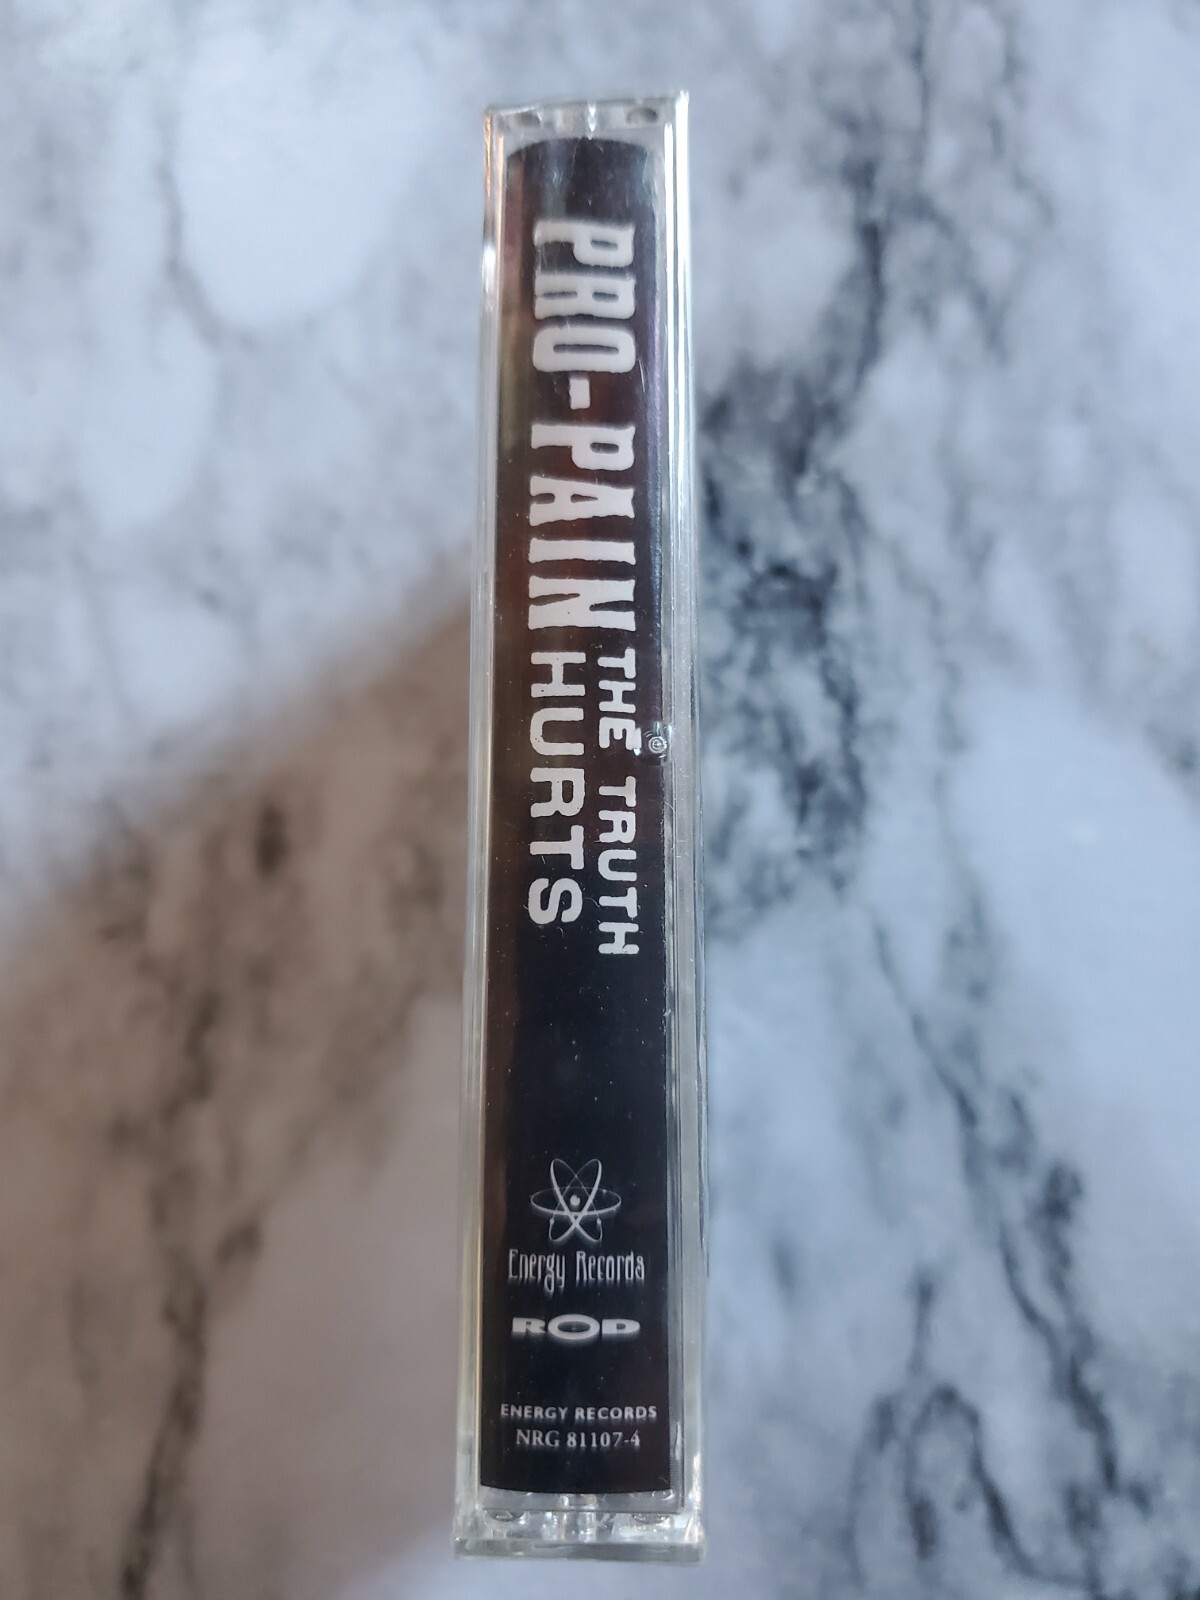 PRO-PAIN
THE TRUTH
HURTS
Energy Records
ROD
ENERGY RECORDS
NRG 81107-4